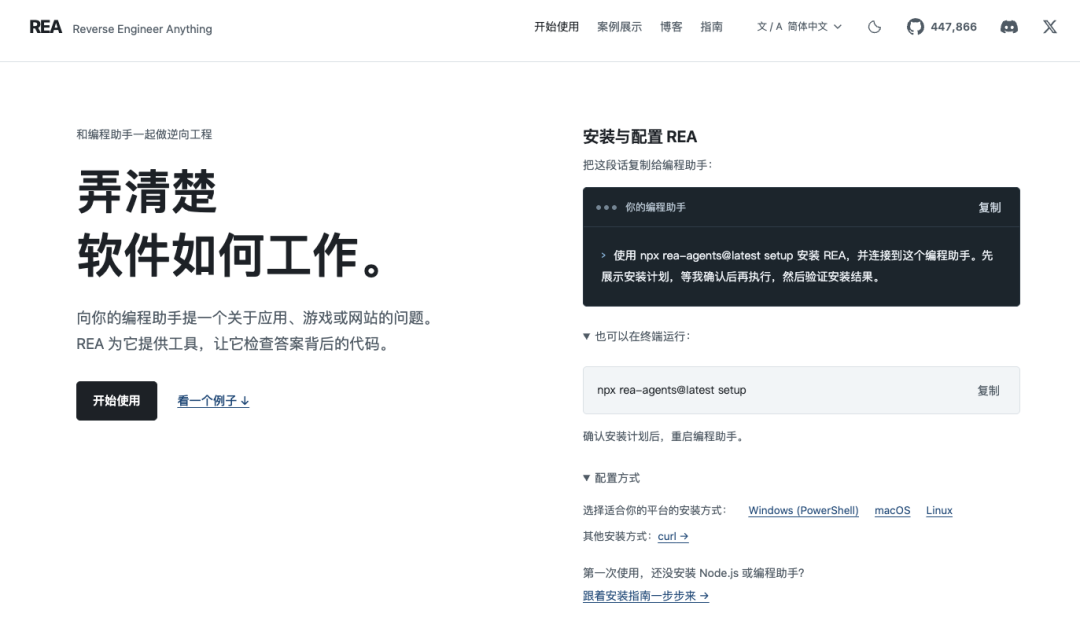 REA Reverse Engineer Anything
开始使用 案例展示 博客 指南 文 / A 简体中文 447,866
和编程助手一起做逆向工程
弄清楚
软件如何工作。
向你的编程助手提一个关于应用、游戏或网站的问题。
REA 为它提供工具，让它检查答案背后的代码。
开始使用 看一个例子 ↓
安装与配置 REA
把这段话复制给编程助手：
你的编程助手 复制
› 使用 npx rea-agents@latest setup 安装 REA，并连接到这个编程助手。先
展示安装计划，等我确认后再执行，然后验证安装结果。
▼ 也可以在终端运行：
npx rea-agents@latest setup 复制
确认安装计划后，重启编程助手。
▼ 配置方式
选择适合你的平台的安装方式： Windows (PowerShell) macOS Linux
其他安装方式： curl →
第一次使用，还没安装 Node.js 或编程助手？
跟着安装指南一步步来 →